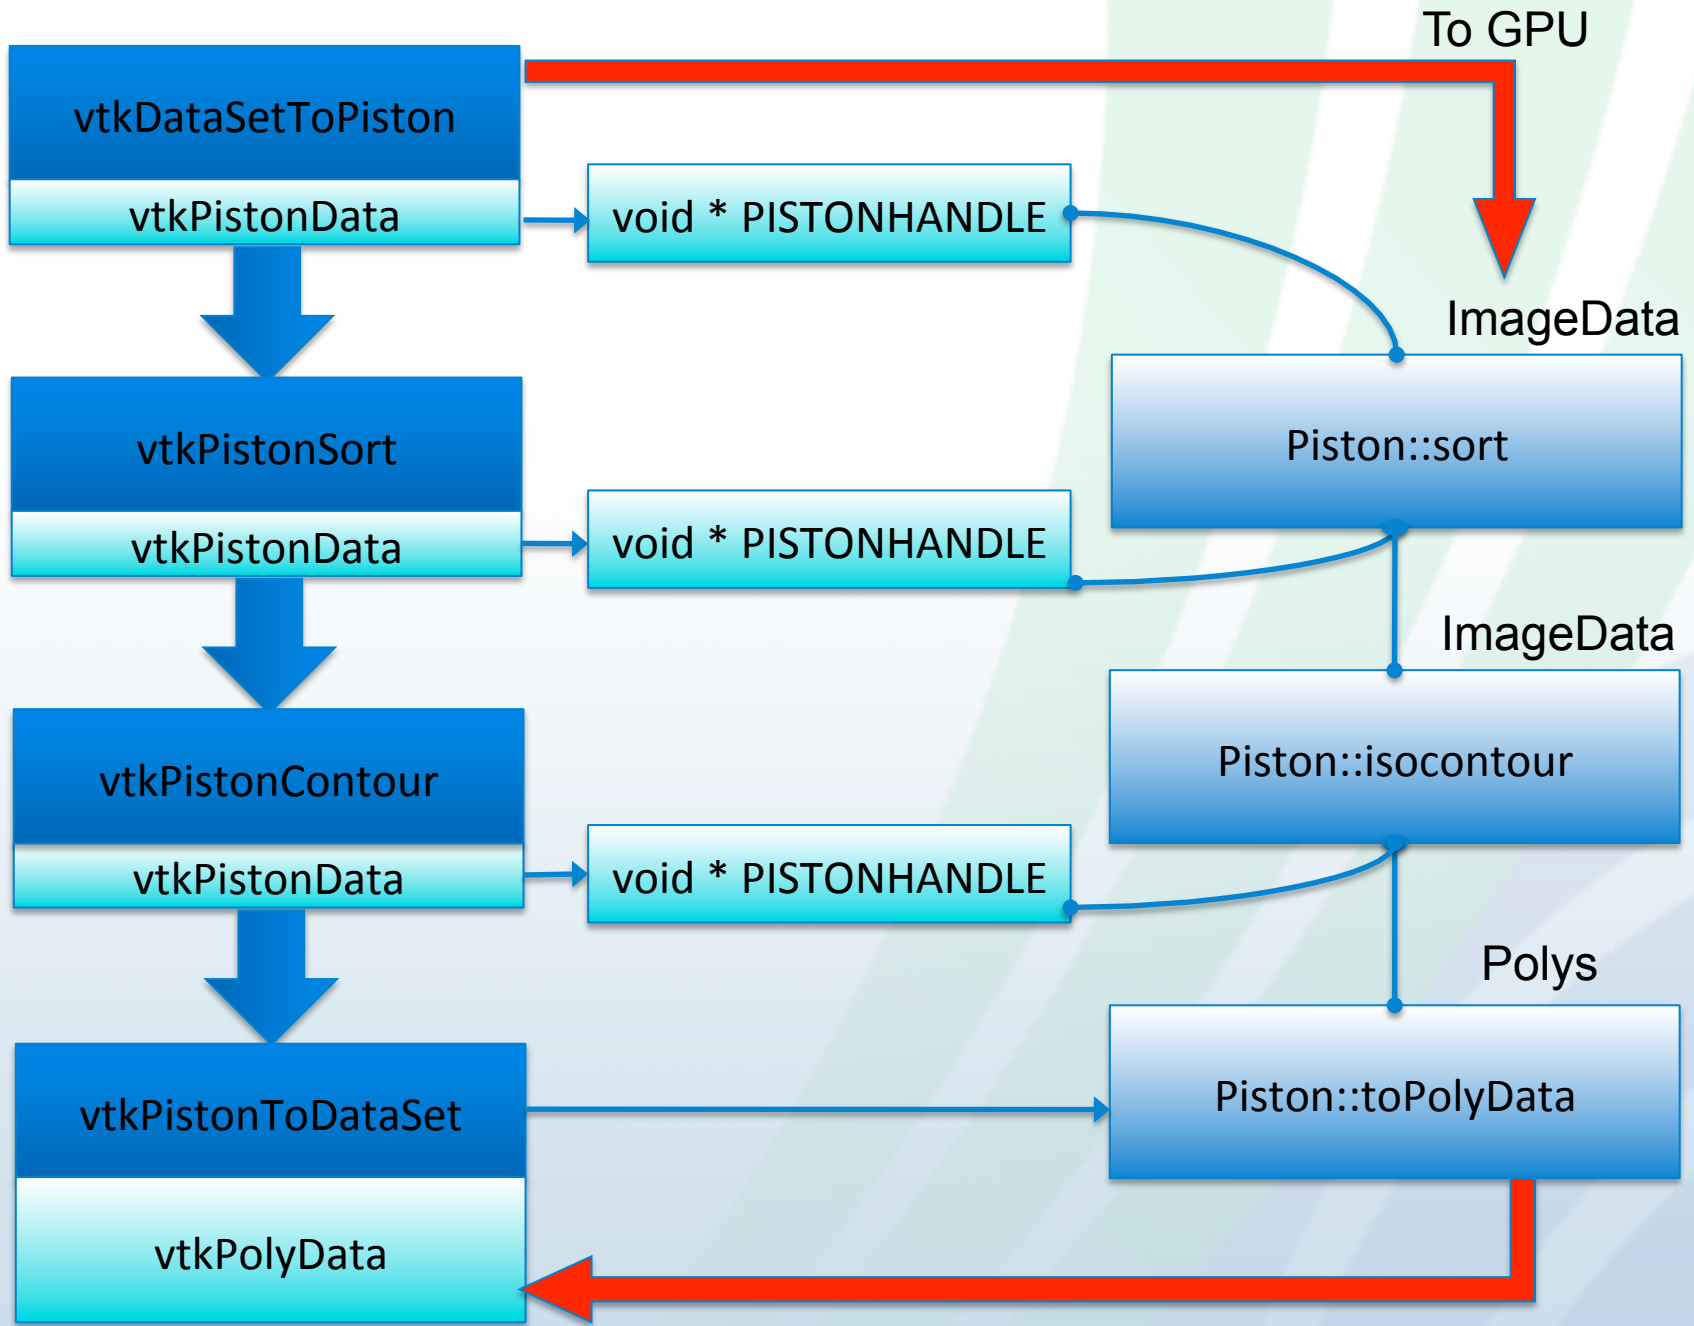 To GPU
vtkDataSetToPiston
vtkPistonData
void * PISTONHANDLE
ImageData
vtkPistonSort
Piston::sort
vtkPistonData
void * PISTONHANDLE
ImageData
vtkPistonContour
Piston::isocontour
vtkPistonData
void * PISTONHANDLE
Polys
vtkPistonToDataSet
Piston::toPolyData
vtkPolyData